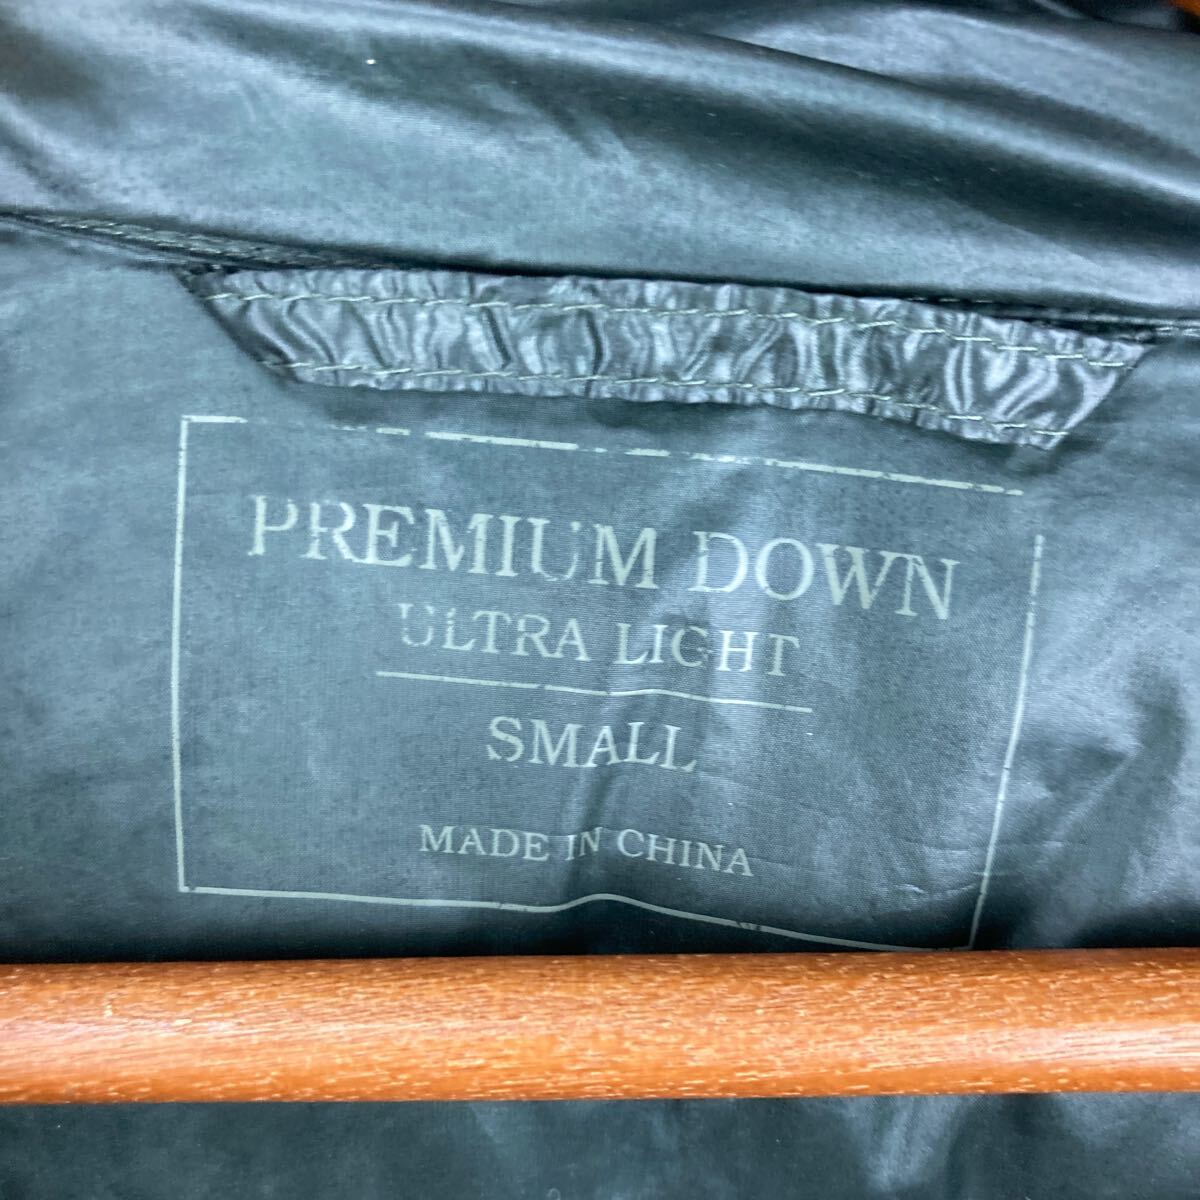 PREMIUM DOWN
ULTRA LIGHT
SMALL
MADE IN CHINA